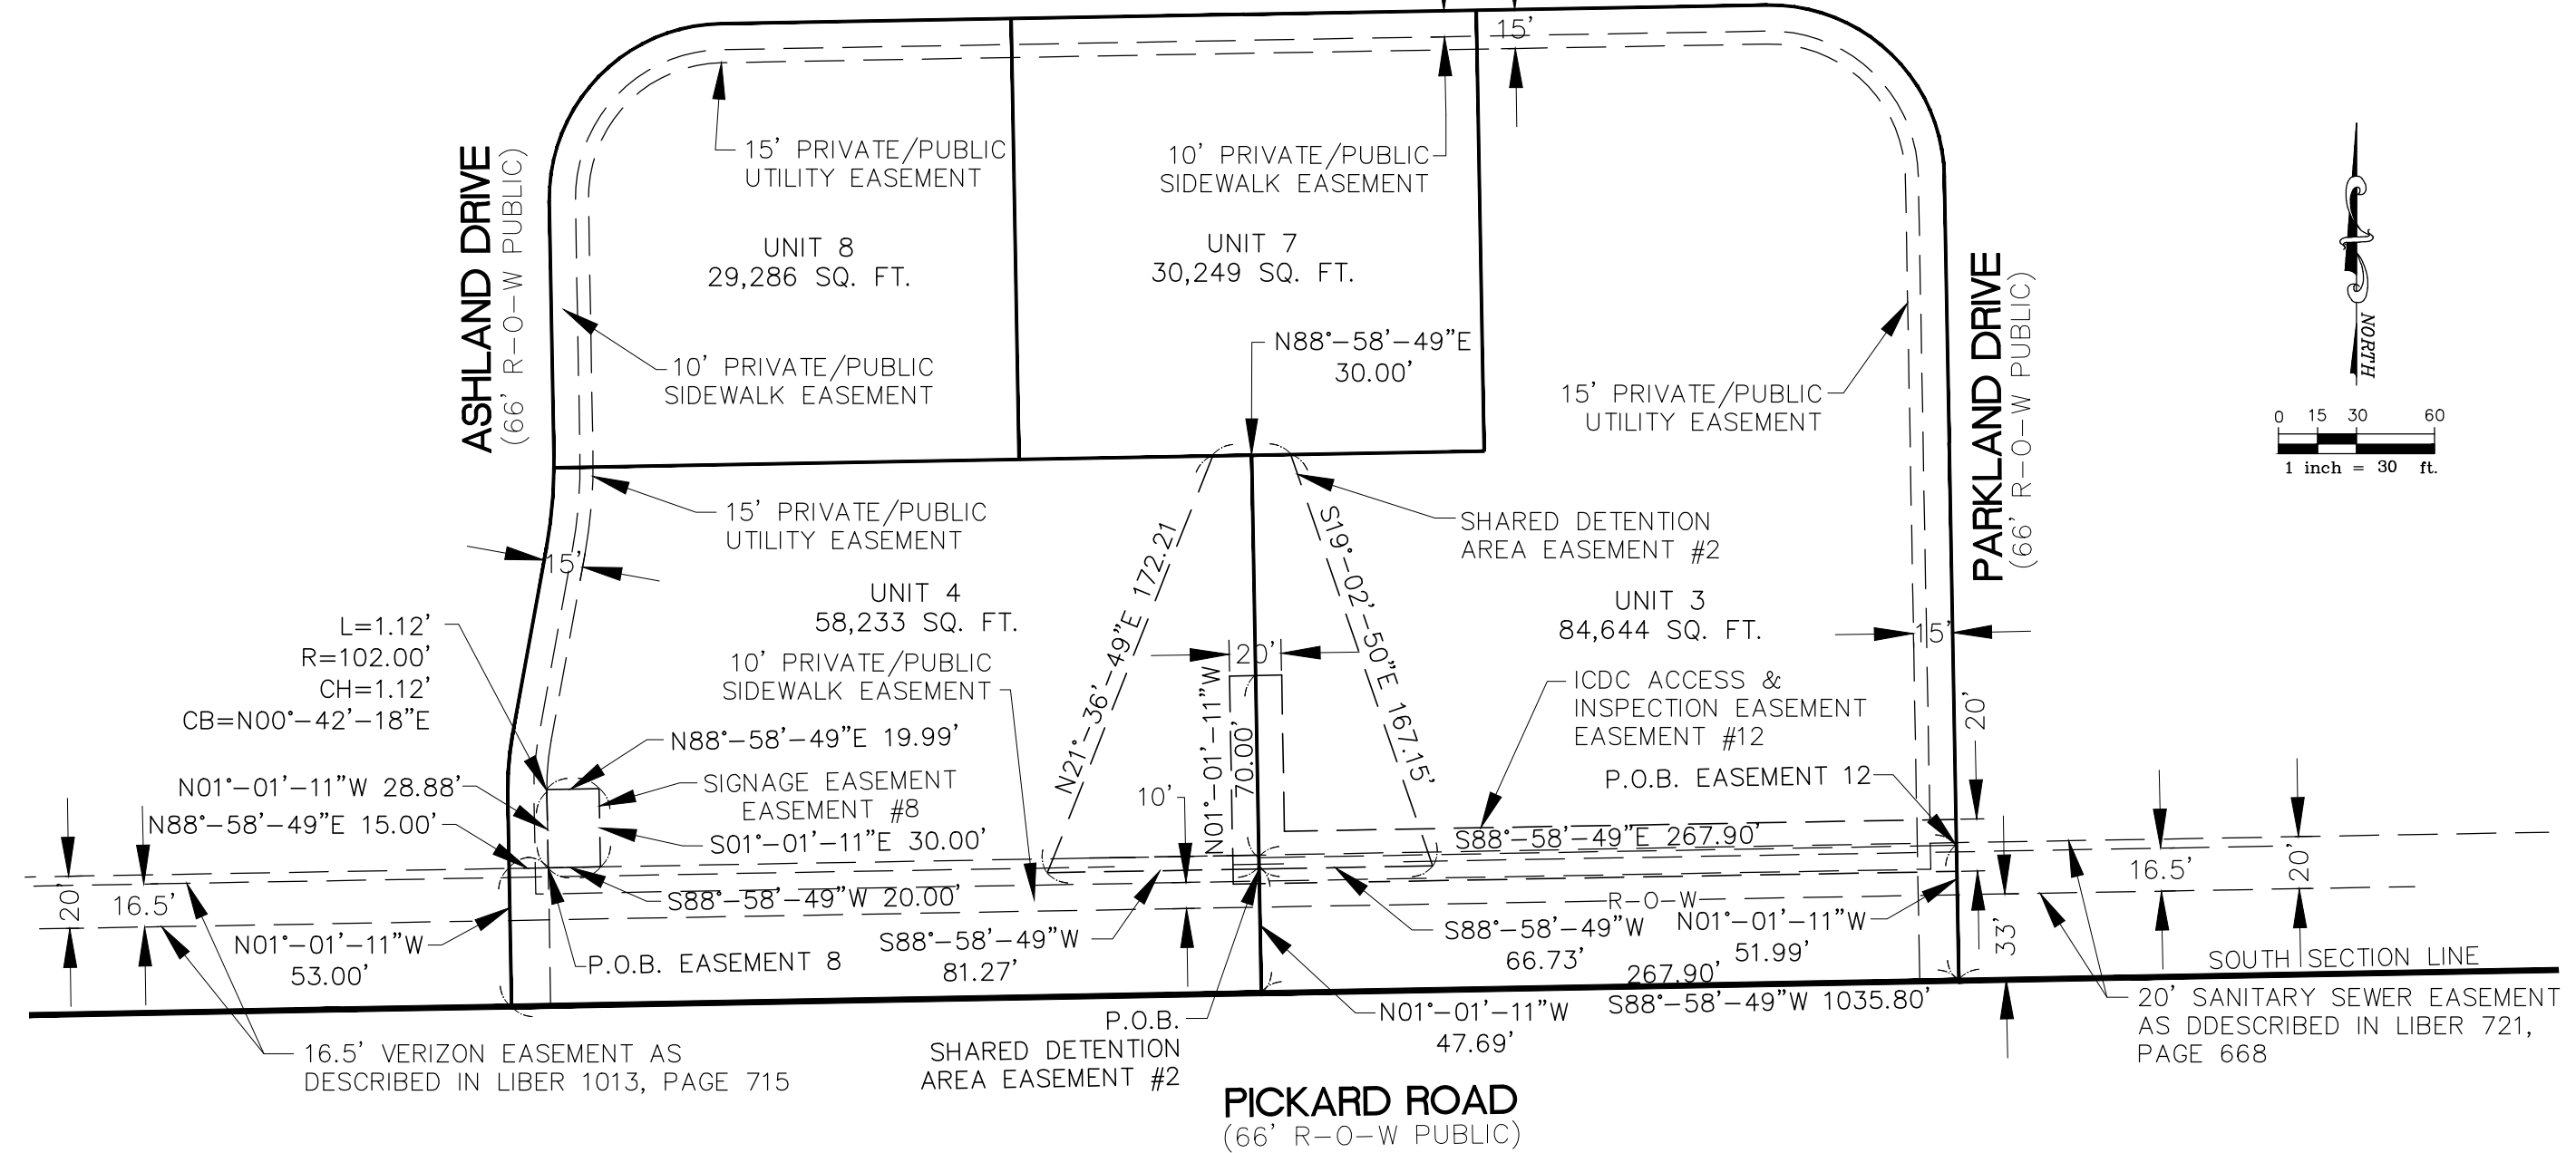 15'
15' PRIVATE/PUBLIC
UTILITY EASEMENT
10' PRIVATE/PUBLIC
SIDEWALK EASEMENT
ASHLAND DRIVE
(66' R-O-W PUBLIC)
UNIT 8
29,286 SQ. FT.
UNIT 7
30,249 SQ. FT.
PARKLAND DRIVE
(66' R-O-W PUBLIC)
NORTH
0 15 30 60
1 inch = 30 ft.
N88°-58'-49"E
30.00'
10' PRIVATE/PUBLIC
SIDEWALK EASEMENT
15' PRIVATE/PUBLIC
UTILITY EASEMENT
15' PRIVATE/PUBLIC
UTILITY EASEMENT
SHARED DETENTION
AREA EASEMENT #2
15'
N21°-36'-49"E 172.21
S19°-02'-50"E 167.15'
UNIT 4
58,233 SQ. FT.
UNIT 3
84,644 SQ. FT.
15'
L=1.12'
R=102.00'
CH=1.12'
CB=N00°-42'-18"E
10' PRIVATE/PUBLIC
SIDEWALK EASEMENT
20'
N01°-01'-11"W
70.00'
ICDC ACCESS &
INSPECTION EASEMENT
EASEMENT #12
20'
N88°-58'-49"E 19.99'
P.O.B. EASEMENT 12
N01°-01'-11"W 28.88'
SIGNAGE EASEMENT
EASEMENT #8
10'
N88°-58'-49"E 15.00'
S01°-01'-11"E 30.00'
S88°-58'-49"E 267.90'
20'
16.5'
S88°-58'-49"W 20.00'
R-O-W
16.5'
20'
N01°-01'-11"W
53.00'
P.O.B. EASEMENT 8
S88°-58'-49"W
81.27'
S88°-58'-49"W
66.73'
N01°-01'-11"W
51.99'
33'
SOUTH SECTION LINE
267.90'
S88°-58'-49"W 1035.80'
N01°-01'-11"W
47.69'
20' SANITARY SEWER EASEMENT
AS DDESCRIBED IN LIBER 721,
PAGE 668
P.O.B.
SHARED DETENTION
AREA EASEMENT #2
16.5' VERIZON EASEMENT AS
DESCRIBED IN LIBER 1013, PAGE 715
PICKARD ROAD
(66' R-O-W PUBLIC)